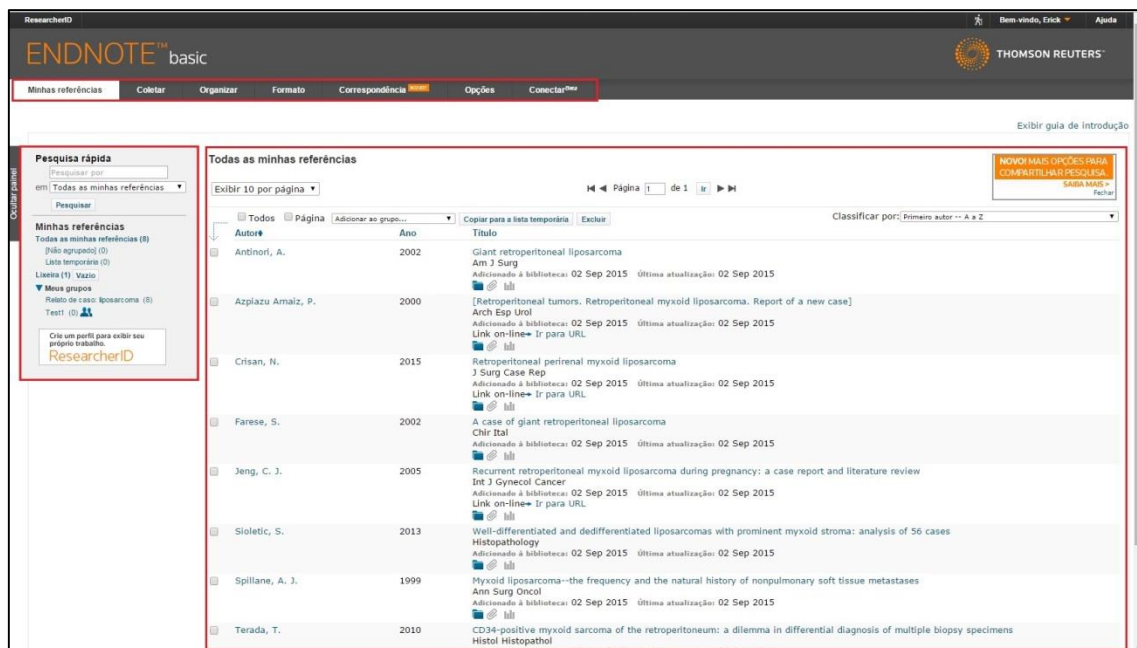 ResearcherID
Bem-vindo, Erick
Ajuda
ENDNOTE™ basic
THOMSON REUTERS™
Minhas referências
Coletar
Organizar
Formato
Correspondência
Opções
Conectar Beta
Exibir guia de introdução
Ocultar painel
Pesquisa rápida
Pesquisar por
em Todas as minhas referências
Pesquisar
Minhas referências
Todas as minhas referências (8)
[Não agrupado] (0)
Lista temporária (0)
Lixeira (1) Vazio
Meus grupos
Relato de caso: liposarcoma (8)
Test1 (0)
Crie um perfil para exibir seu
próprio trabalho.
ResearcherID
Todas as minhas referências
NOVO! MAIS OPÇÕES PARA
COMPARTILHAR PESQUISA.
SAIBA MAIS >
Fechar
Exibir 10 por página
Página 1 de 1 Ir
Todos Página Adicionar ao grupo... Copiar para a lista temporária Excluir
Classificar por: Primeiro autor -- A a Z
Autor Ano Título
Antinori, A. 2002 Giant retroperitoneal liposarcoma
Am J Surg
Adicionado à biblioteca: 02 Sep 2015 Última atualização: 02 Sep 2015
Azpiazu Arnaiz, P. 2000 [Retroperitoneal tumors. Retroperitoneal myxoid liposarcoma. Report of a new case]
Arch Esp Urol
Adicionado à biblioteca: 02 Sep 2015 Última atualização: 02 Sep 2015
Link on-line Ir para URL
Crisan, N. 2015 Retroperitoneal perirenal myxoid liposarcoma
J Surg Case Rep
Adicionado à biblioteca: 02 Sep 2015 Última atualização: 02 Sep 2015
Link on-line Ir para URL
Farese, S. 2002 A case of giant retroperitoneal liposarcoma
Chir Ital
Adicionado à biblioteca: 02 Sep 2015 Última atualização: 02 Sep 2015
Jeng, C. J. 2005 Recurrent retroperitoneal myxoid liposarcoma during pregnancy: a case report and literature review
Int J Gynecol Cancer
Adicionado à biblioteca: 02 Sep 2015 Última atualização: 02 Sep 2015
Link on-line Ir para URL
Sioletic, S. 2013 Well-differentiated and dedifferentiated liposarcomas with prominent myxoid stroma: analysis of 56 cases
Histopathology
Adicionado à biblioteca: 02 Sep 2015 Última atualização: 02 Sep 2015
Spillane, A. J. 1999 Myxoid liposarcoma--the frequency and the natural history of nonpulmonary soft tissue metastases
Ann Surg Oncol
Adicionado à biblioteca: 02 Sep 2015 Última atualização: 02 Sep 2015
Terada, T. 2010 CD34-positive myxoid sarcoma of the retroperitoneum: a dilemma in differential diagnosis of multiple biopsy specimens
Histol Histopathol